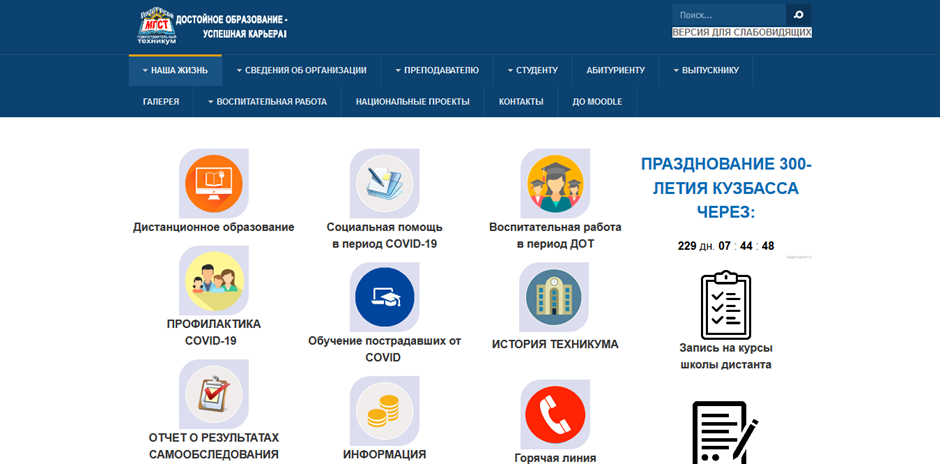 МГСТ
техникум
ДОСТОЙНОЕ ОБРАЗОВАНИЕ -
УСПЕШНАЯ КАРЬЕРА!
Поиск...
ВЕРСИЯ ДЛЯ СЛАБОВИДЯЩИХ
НАША ЖИЗНЬ
СВЕДЕНИЯ ОБ ОРГАНИЗАЦИИ
ПРЕПОДАВАТЕЛЮ
СТУДЕНТУ
АБИТУРИЕНТУ
ВЫПУСКНИКУ
ГАЛЕРЕЯ
ВОСПИТАТЕЛЬНАЯ РАБОТА
НАЦИОНАЛЬНЫЕ ПРОЕКТЫ
КОНТАКТЫ
ДО MOODLE
Дистанционное образование
Социальная помощь
в период COVID-19
Воспитательная работа
в период ДОТ
ПРАЗДНОВАНИЕ 300-
ЛЕТИЯ КУЗБАССА
ЧЕРЕЗ:
229 дн. 07 : 44 : 48
ПРОФИЛАКТИКА
COVID-19
Обучение пострадавших от
COVID
ИСТОРИЯ ТЕХНИКУМА
Запись на курсы
школы дистанта
ОТЧЕТ О РЕЗУЛЬТАТАХ
САМООБСЛЕДОВАНИЯ
ИНФОРМАЦИЯ
Горячая линия